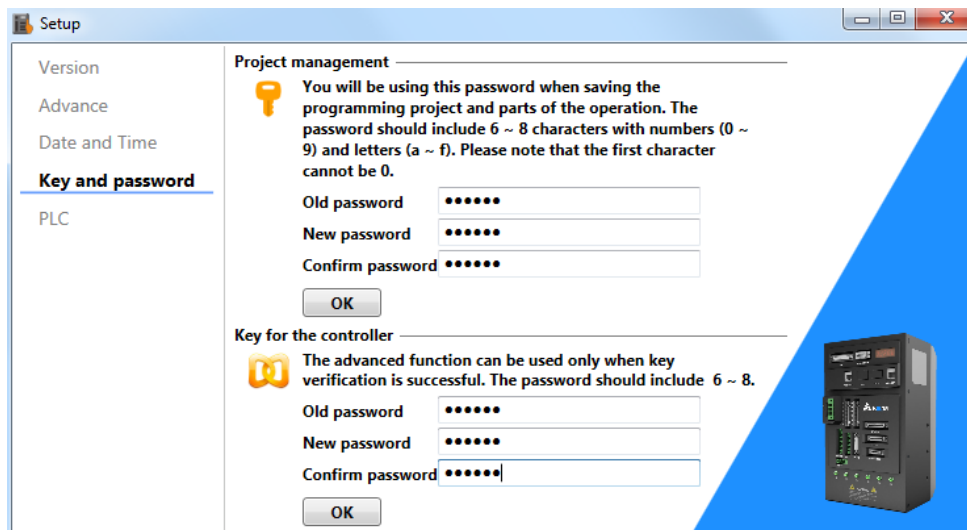 Setup
Version
Advance
Date and Time
Key and password
PLC
Project management
You will be using this password when saving the
programming project and parts of the operation. The
password should include 6 ~ 8 characters with numbers (0 ~
9) and letters (a ~ f). Please note that the first character
cannot be 0.
Old password ●●●●●●
New password ●●●●●●
Confirm password ●●●●●●
OK
Key for the controller
The advanced function can be used only when key
verification is successful. The password should include 6 ~ 8.
Old password ●●●●●●
New password ●●●●●●
Confirm password ●●●●●●
OK